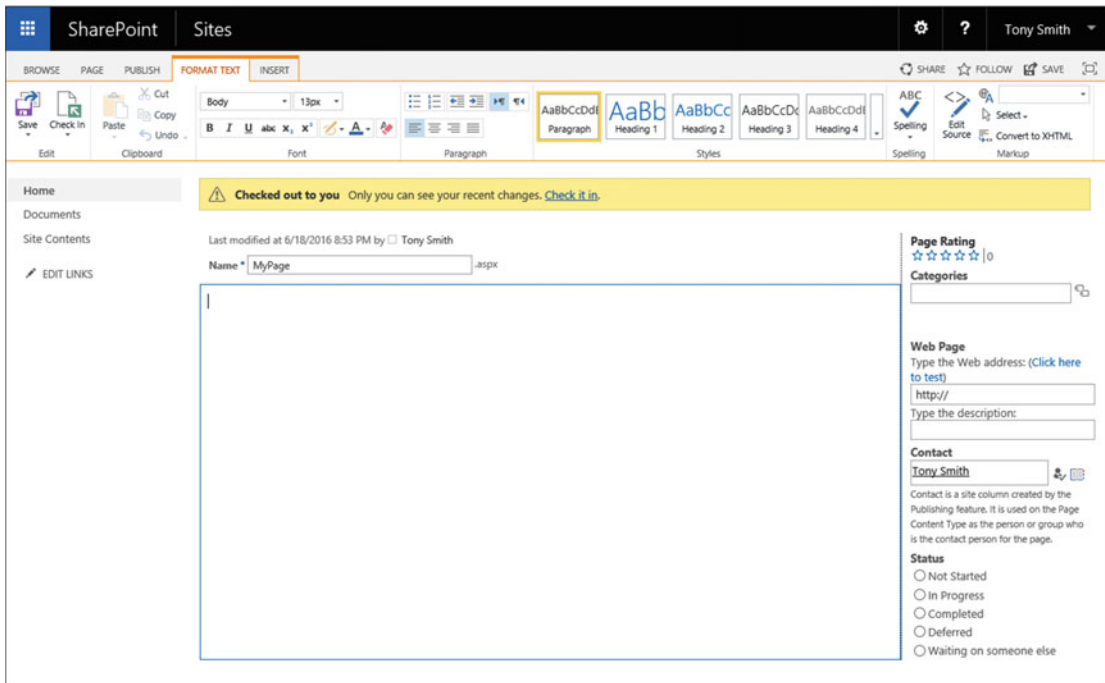 SharePoint Sites ? Tony Smith
BROWSE PAGE PUBLISH FORMAT TEXT INSERT SHARE FOLLOW SAVE
Save Check In Paste Cut
Copy
Undo
Body 13px
B I U abc x₂ x² A
AaBbCcDdE AaBb AaBbCc AaBbCcDc AaBbCcDdE
Paragraph Heading 1 Heading 2 Heading 3 Heading 4
ABC
Spelling
Edit
Source
Select
Convert to XHTML
Edit Clipboard Font Paragraph Styles Spelling Markup
Home
Documents
Site Contents
EDIT LINKS
Checked out to you Only you can see your recent changes. Check it in.
Last modified at 6/18/2016 8:53 PM by Tony Smith
Name * MyPage .aspx
Page Rating
0
Categories
Web Page
Type the Web address: (Click here
to test)
http://
Type the description:
Contact
Tony Smith
Contact is a site column created by the
Publishing feature. It is used on the Page
Content Type as the person or group who
is the contact person for the page.
Status
Not Started
In Progress
Completed
Deferred
Waiting on someone else